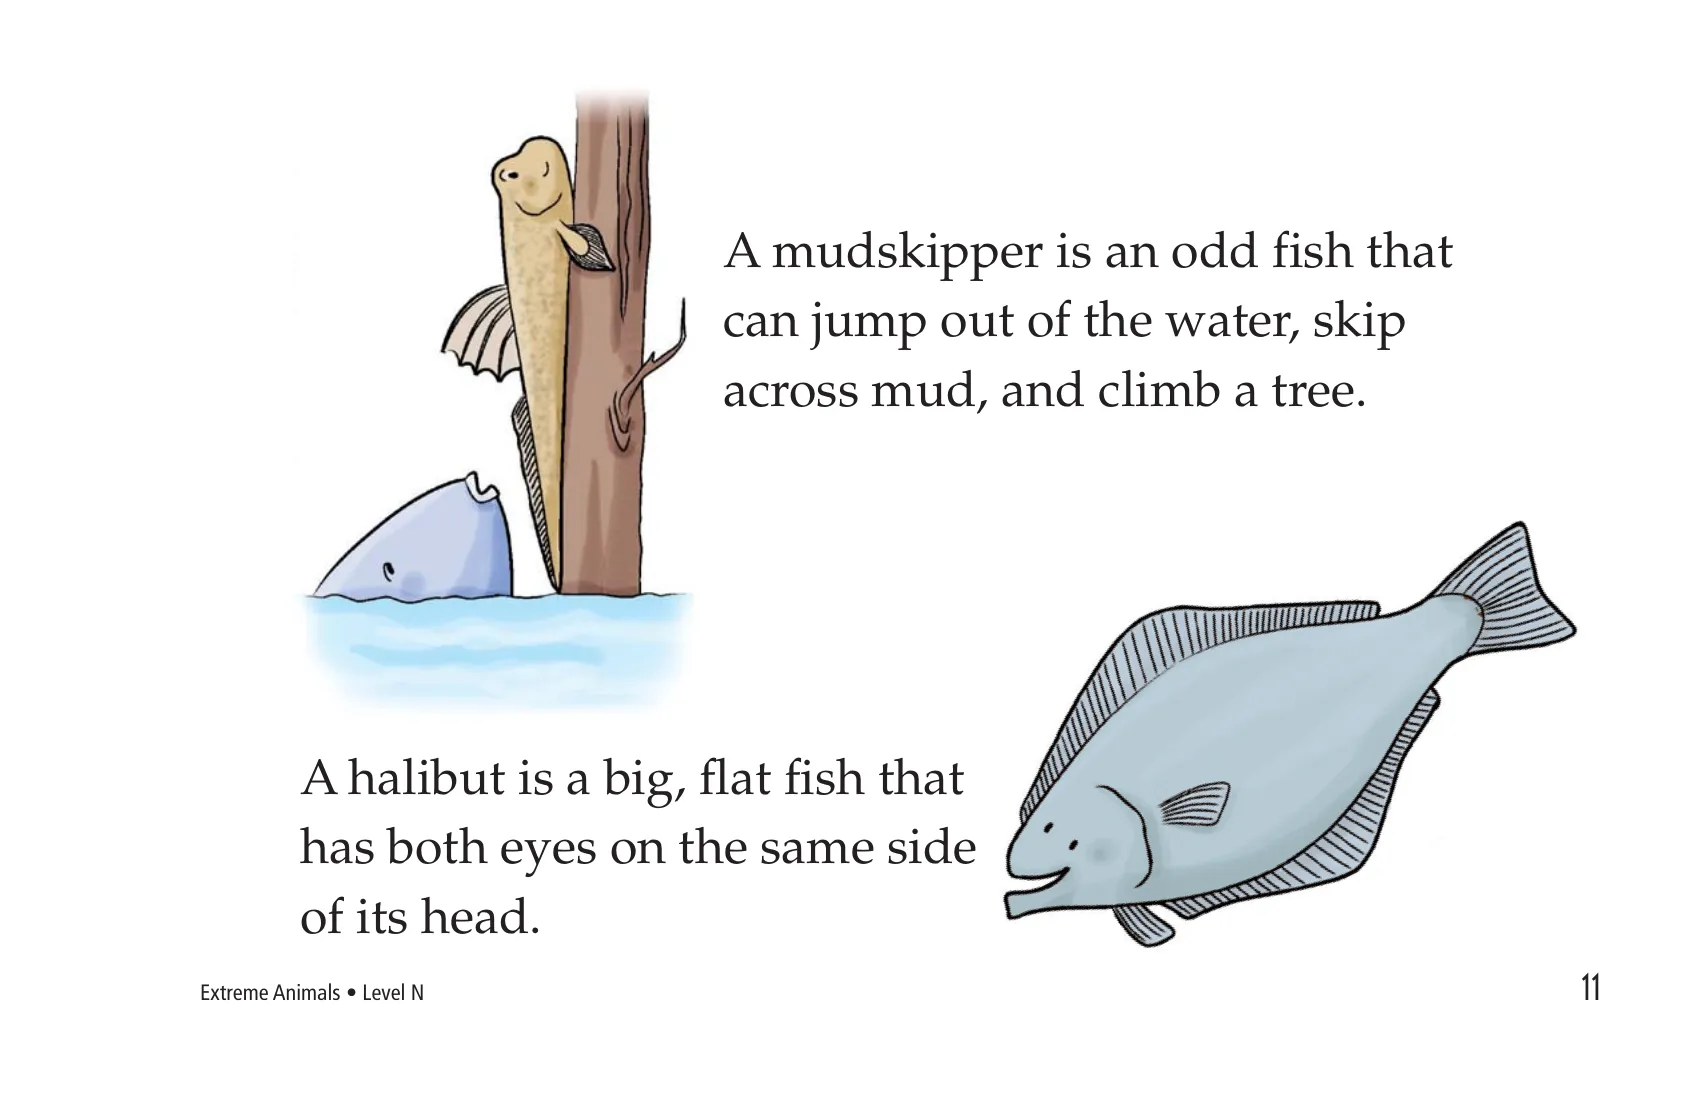 A mudskipper is an odd fish that
can jump out of the water, skip
across mud, and climb a tree.
A halibut is a big, flat fish that
has both eyes on the same side
of its head.
Extreme Animals • Level N
11